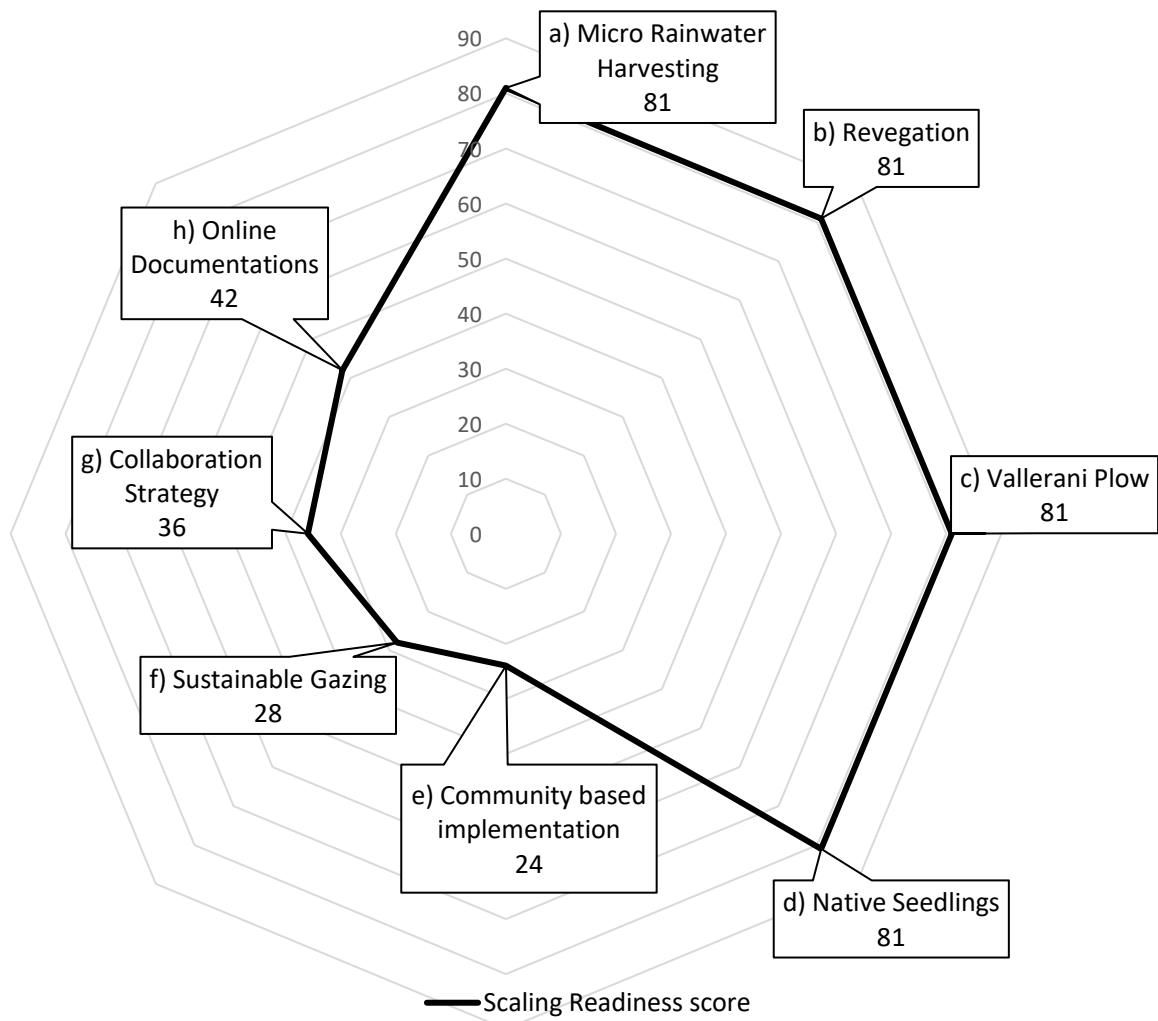 90
80
70
60
50
40
30
20
10
0
a) Micro Rainwater
Harvesting
81
b) Revegation
81
c) Vallerani Plow
81
d) Native Seedlings
81
e) Community based
implementation
24
f) Sustainable Gazing
28
g) Collaboration
Strategy
36
h) Online
Documentations
42
Scaling Readiness score